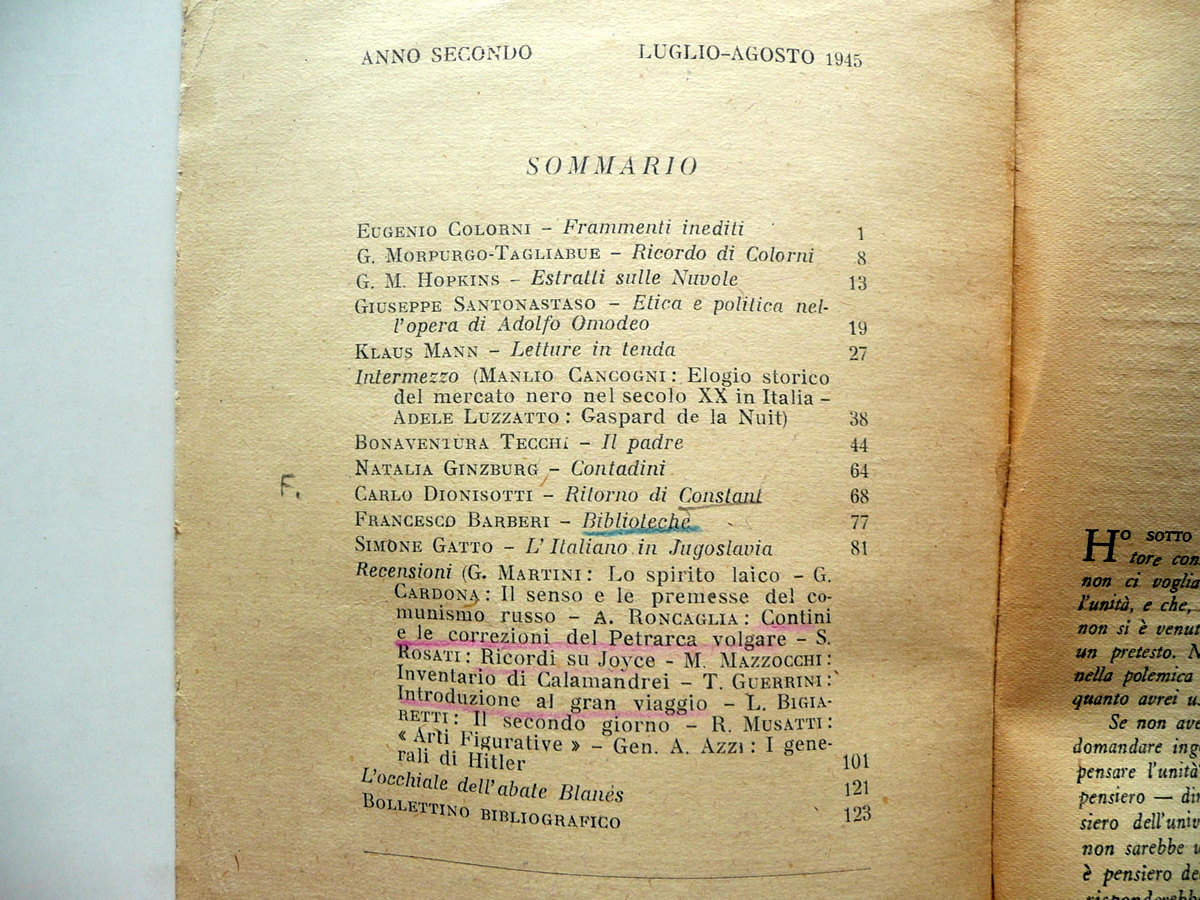 ANNO SECONDO LUGLIO-AGOSTO 1945
SOMMARIO
EUGENIO COLORNI – Frammenti inediti 1
G. MORPURGO-TAGLIABUE – Ricordo di Colorni 8
G. M. HOPKINS – Estratti sulle Nuvole 13
GIUSEPPE SANTONASTASO – Etica e politica nel-
l'opera di Adolfo Omodeo 19
KLAUS MANN – Letture in tenda 27
Intermezzo (MANLIO CANCOGNI: Elogio storico
del mercato nero nel secolo XX in Italia –
ADELE LUZZATTO: Gaspard de la Nuit) 38
BONAVENTURA TECCHI – Il padre 44
NATALIA GINZBURG – Contadini 64
F.
CARLO DIONISOTTI – Ritorno di Constant 68
FRANCESCO BARBERI – Biblioteche 77
SIMONE GATTO – L'Italiano in Jugoslavia 81
Recensioni (G. MARTINI: Lo spirito laico – G.
CARDONA: Il senso e le premesse del co-
munismo russo – A. RONCAGLIA: Contini
e le correzioni del Petrarca volgare – S.
ROSATI: Ricordi su Joyce – M. MAZZOCCHI:
Inventario di Calamandrei – T. GUERRINI:
Introduzione al gran viaggio – L. BIGIA-
RETTI: Il secondo giorno – R. MUSATTI:
« Arti Figurative » – Gen. A. AZZI: I gene-
rali di Hitler 101
L'occhiale dell'abate Blanès 121
BOLLETTINO BIBLIOGRAFICO 123
HO SOTTO
tore con
non ci voglia
l'unità, e che,
non si è venut
un pretesto. N
nella polemica
quanto avrei u
Se non ave
domandare inge
pensare l'unità
pensiero — dir
siero dell'univ
non sarebbe u
è pensiero de
risponderebb